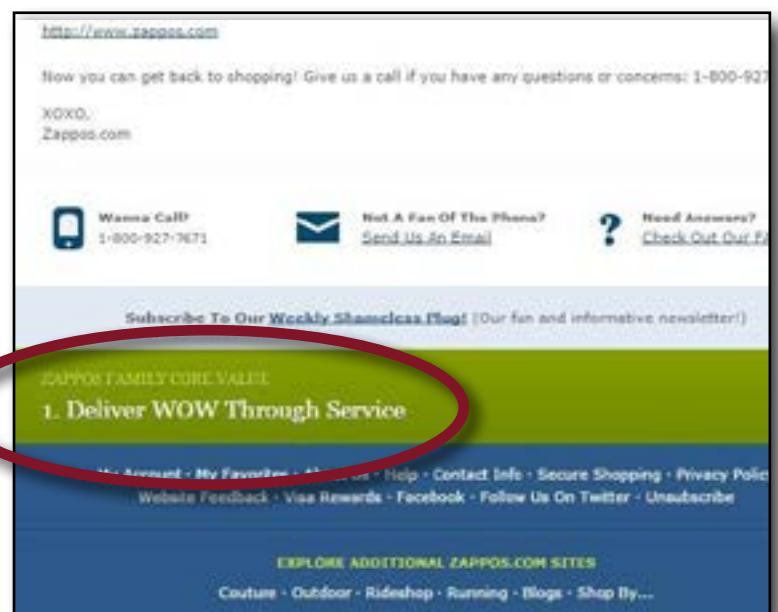 http://www.zappos.com
Now you can get back to shopping! Give us a call if you have any questions or concerns: 1-800-927
XOXO,
Zappos.com
Wanna Call?
1-800-927-7671
Not A Fan Of The Phone?
Send Us An Email
Need Answers?
Check Out Our FA
Subscribe To Our Weekly Shameless Plug! (Our fun and informative newsletter!)
ZAPPOS FAMILY CORE VALUE
1. Deliver WOW Through Service
My Account · My Favorites · About Us · Help · Contact Info · Secure Shopping · Privacy Polic
Website Feedback · Visa Rewards · Facebook · Follow Us On Twitter · Unsubscribe
EXPLORE ADDITIONAL ZAPPOS.COM SITES
Couture · Outdoor · Rideshop · Running · Blogs · Shop By...